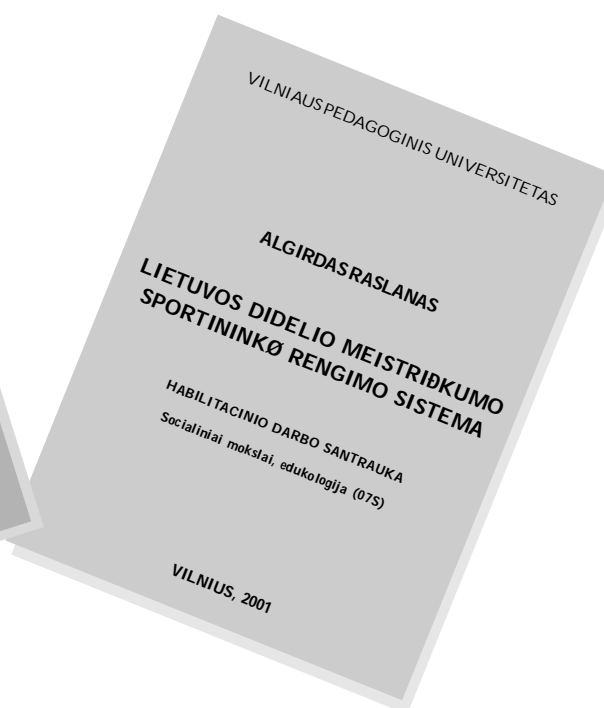 VILNIAUS PEDAGOGINIS UNIVERSITETAS
ALGIRDAS RASLANAS
LIETUVOS DIDELIO MEISTRIÐKUMO
SPORTININKØ RENGIMO SISTEMA
HABILITACINIO DARBO SANTRAUKA
Socialiniai mokslai, edukologija (07S)
VILNIUS, 2001